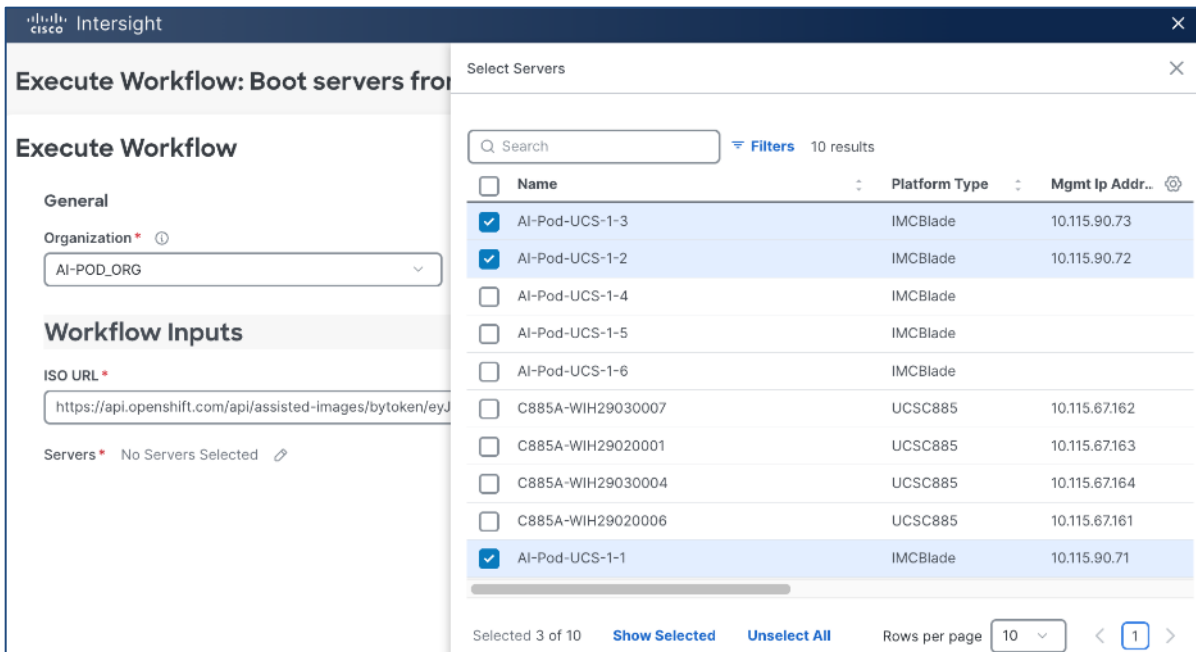 cisco Intersight
Execute Workflow: Boot servers fro
Execute Workflow
General
Organization *
AI-POD_ORG
Workflow Inputs
ISO URL *
https://api.openshift.com/api/assisted-images/bytoken/eyJ
Servers * No Servers Selected
Select Servers
Search Filters 10 results
Name Platform Type Mgmt Ip Addr...
AI-Pod-UCS-1-3 IMCBlade 10.115.90.73
AI-Pod-UCS-1-2 IMCBlade 10.115.90.72
AI-Pod-UCS-1-4 IMCBlade
AI-Pod-UCS-1-5 IMCBlade
AI-Pod-UCS-1-6 IMCBlade
C885A-WIH29030007 UCSC885 10.115.67.162
C885A-WIH29020001 UCSC885 10.115.67.163
C885A-WIH29030004 UCSC885 10.115.67.164
C885A-WIH29020006 UCSC885 10.115.67.161
AI-Pod-UCS-1-1 IMCBlade 10.115.90.71
Selected 3 of 10 Show Selected Unselect All Rows per page 10 1